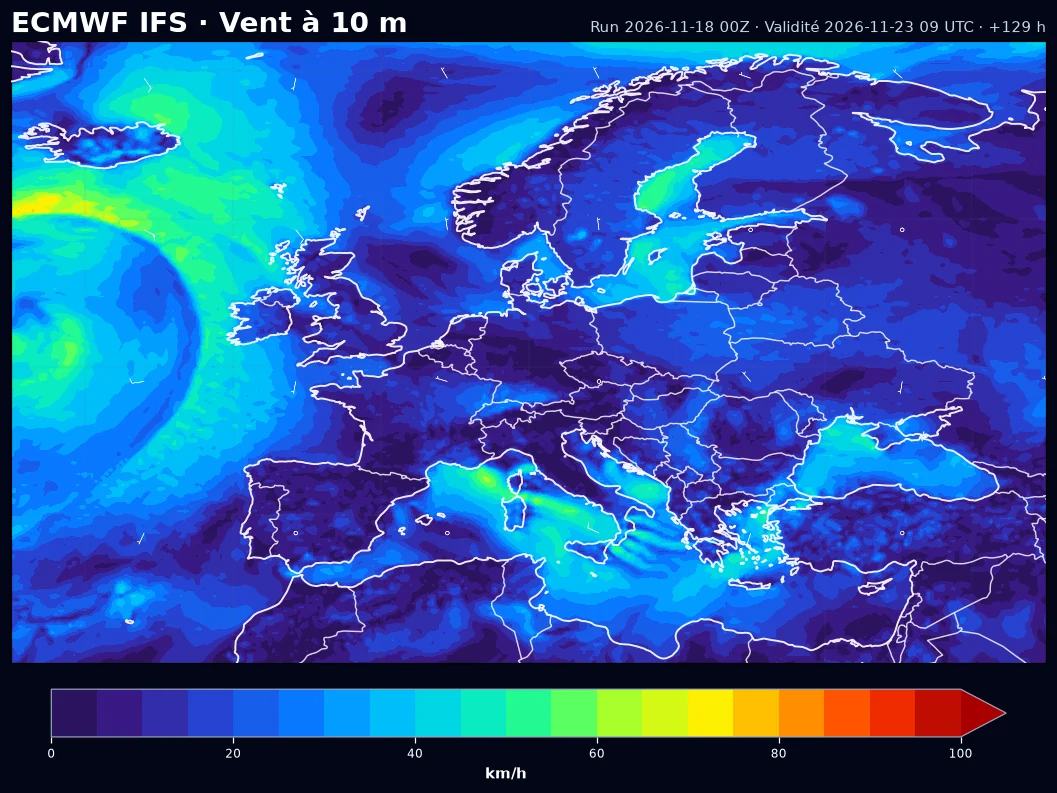 ECMWF IFS · Vent à 10 m
Run 2026-11-18 00Z · Validité 2026-11-23 09 UTC · +129 h
0 20 40 60 80 100
km/h